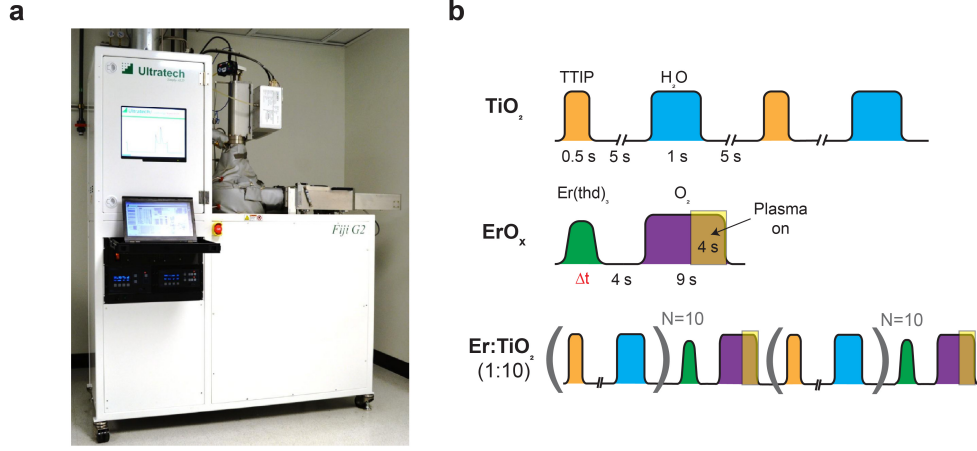 a
b
Ultratech
Fiji G2
TTIP
H₂O
TiO₂
0.5 s
5 s
1 s
5 s
Er(thd)₃
O₂
Plasma
on
ErOₓ
4 s
Δt
4 s
9 s
N=10
N=10
Er:TiO₂
(1:10)